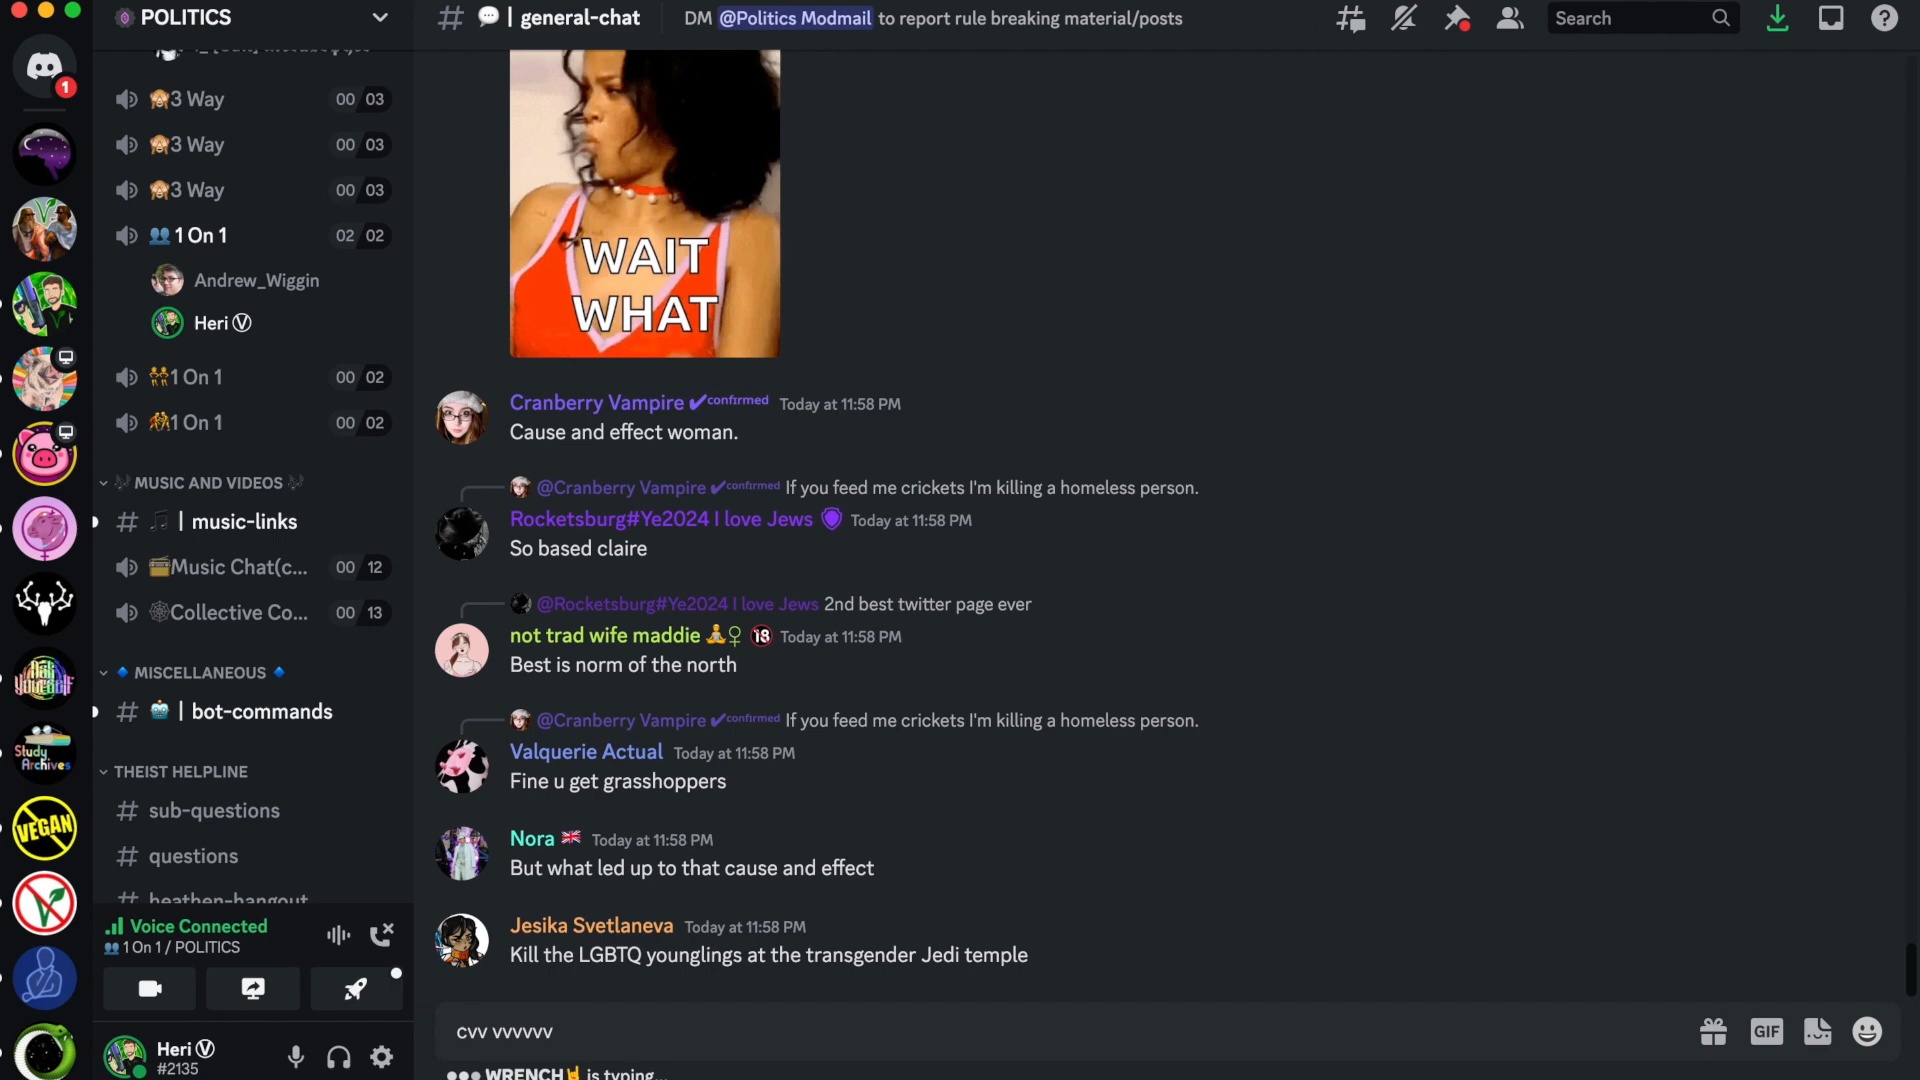 POLITICS
3 Way 00 03
3 Way 00 03
3 Way 00 03
1 On 1 02 02
Andrew_Wiggin
Heri Ⓥ
1 On 1 00 02
1 On 1 00 02
MUSIC AND VIDEOS
| music-links
Music Chat(c... 00 12
Collective Co... 00 13
MISCELLANEOUS
| bot-commands
THEIST HELPLINE
sub-questions
questions
heathen-hangout
Voice Connected
1 On 1 / POLITICS
Heri Ⓥ
#2135
1
Ask Yourself
Study Archives
VEGAN
| general-chat DM @Politics Modmail to report rule breaking material/posts
Search
WAIT
WHAT
Cranberry Vampire ✔confirmed Today at 11:58 PM
Cause and effect woman.
@Cranberry Vampire ✔confirmed If you feed me crickets I'm killing a homeless person.
Rocketsburg#Ye2024 I love Jews Today at 11:58 PM
So based claire
@Rocketsburg#Ye2024 I love Jews 2nd best twitter page ever
not trad wife maddie 🧘♀ 🔞 Today at 11:58 PM
Best is norm of the north
@Cranberry Vampire ✔confirmed If you feed me crickets I'm killing a homeless person.
Valquerie Actual Today at 11:58 PM
Fine u get grasshoppers
Nora 🇬🇧 Today at 11:58 PM
But what led up to that cause and effect
Jesika Svetlaneva Today at 11:58 PM
Kill the LGBTQ younglings at the transgender Jedi temple
cvv vvvvvv
GIF
WRENCH🤘 is typing...